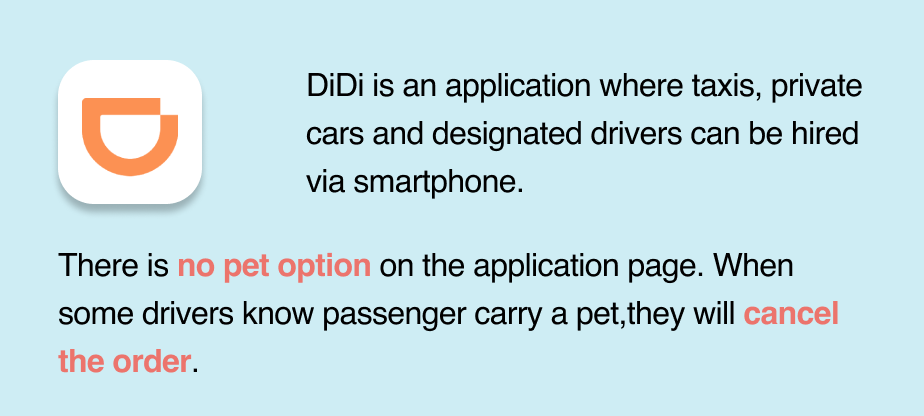 DiDi is an application where taxis, private
cars and designated drivers can be hired
via smartphone.
There is no pet option on the application page. When
some drivers know passenger carry a pet,they will cancel
the order.